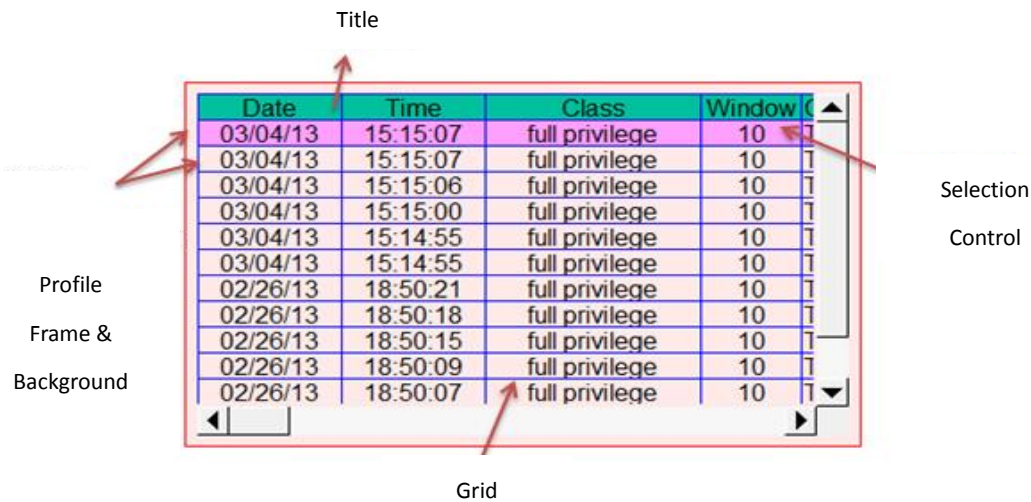 Title
Date Time Class Window
03/04/13 15:15:07 full privilege 10 T
03/04/13 15:15:07 full privilege 10 T
03/04/13 15:15:06 full privilege 10 T
03/04/13 15:15:00 full privilege 10 T
03/04/13 15:14:55 full privilege 10 T
03/04/13 15:14:55 full privilege 10 T
02/26/13 18:50:21 full privilege 10 T
02/26/13 18:50:18 full privilege 10 T
02/26/13 18:50:15 full privilege 10 T
02/26/13 18:50:09 full privilege 10 T
02/26/13 18:50:07 full privilege 10 T
Selection
Control
Profile
Frame &
Background
Grid